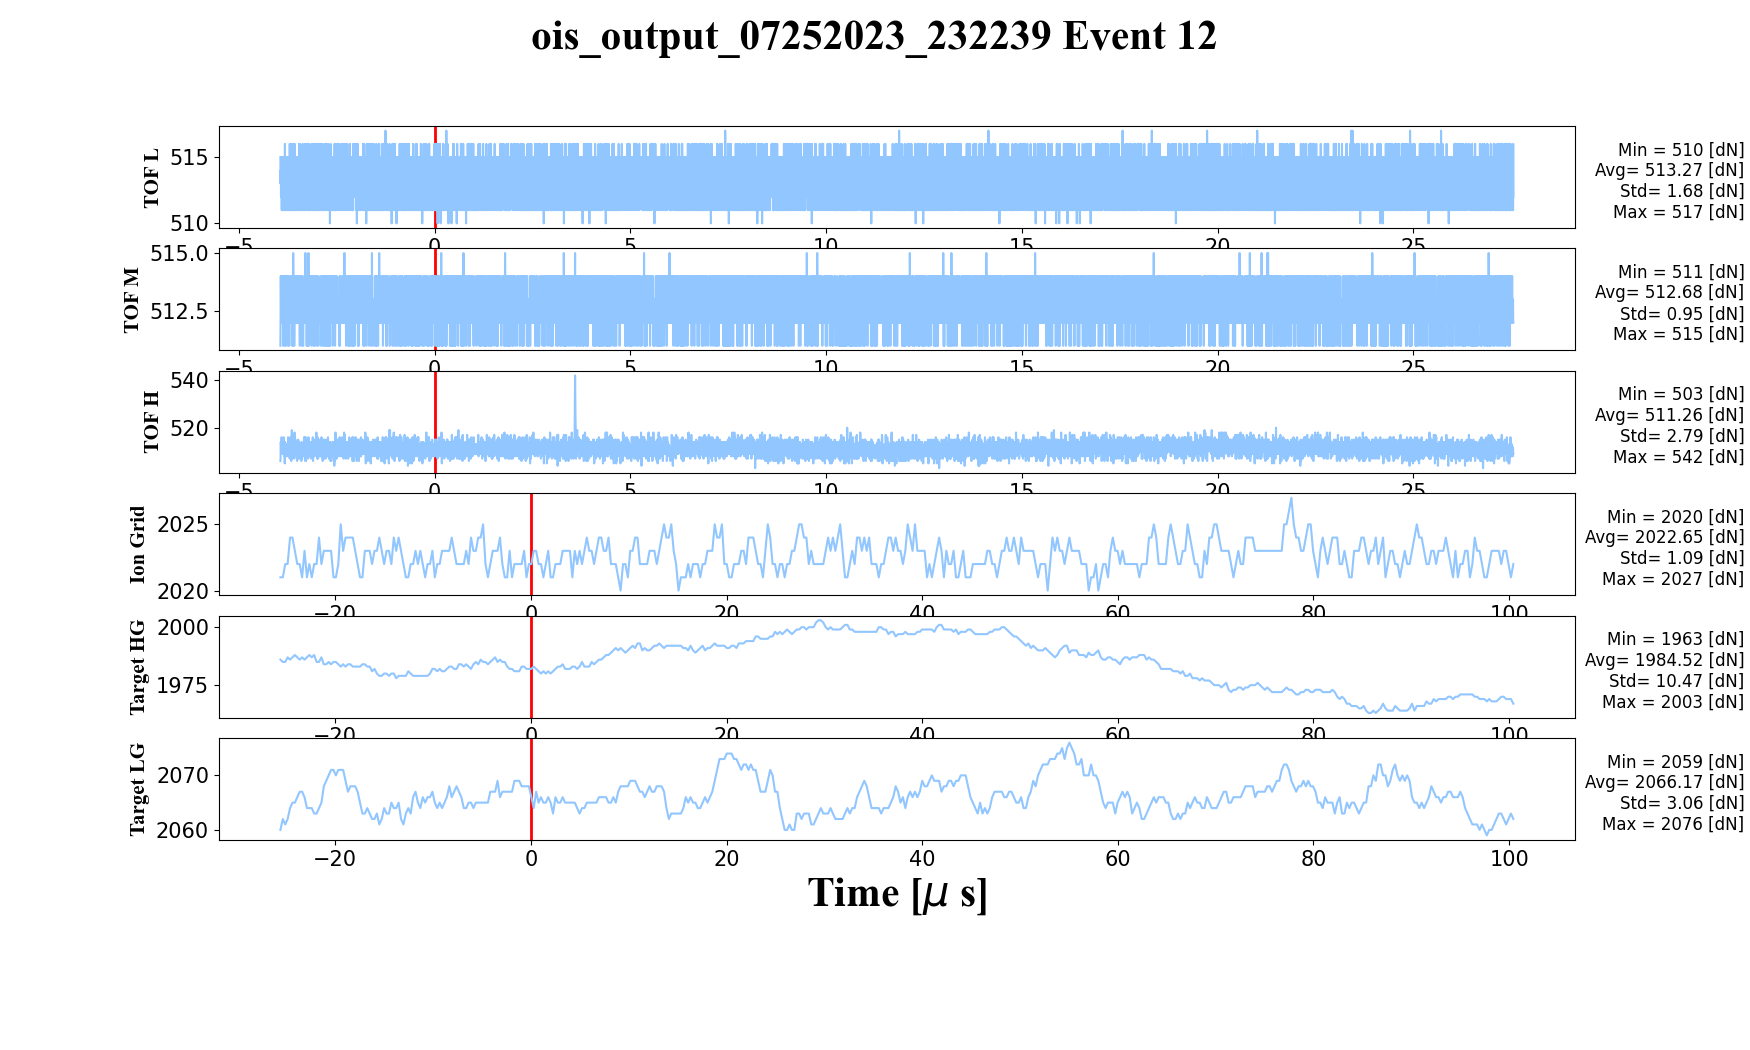 ois_output_07252023_232239 Event 12
TOF L
515
510
Min = 510 [dN]
Avg= 513.27 [dN]
Std= 1.68 [dN]
Max = 517 [dN]
−5 0 5 10 15 20 25
TOF M
515.0
512.5
Min = 511 [dN]
Avg= 512.68 [dN]
Std= 0.95 [dN]
Max = 515 [dN]
−5 0 5 10 15 20 25
TOF H
540
520
Min = 503 [dN]
Avg= 511.26 [dN]
Std= 2.79 [dN]
Max = 542 [dN]
−5 0 5 10 15 20 25
Ion Grid
2025
2020
Min = 2020 [dN]
Avg= 2022.65 [dN]
Std= 1.09 [dN]
Max = 2027 [dN]
−20 0 20 40 60 80 100
Target HG
2000
1975
Min = 1963 [dN]
Avg= 1984.52 [dN]
Std= 10.47 [dN]
Max = 2003 [dN]
−20 0 20 40 60 80 100
Target LG
2070
2060
Min = 2059 [dN]
Avg= 2066.17 [dN]
Std= 3.06 [dN]
Max = 2076 [dN]
−20 0 20 40 60 80 100
Time [μ s]